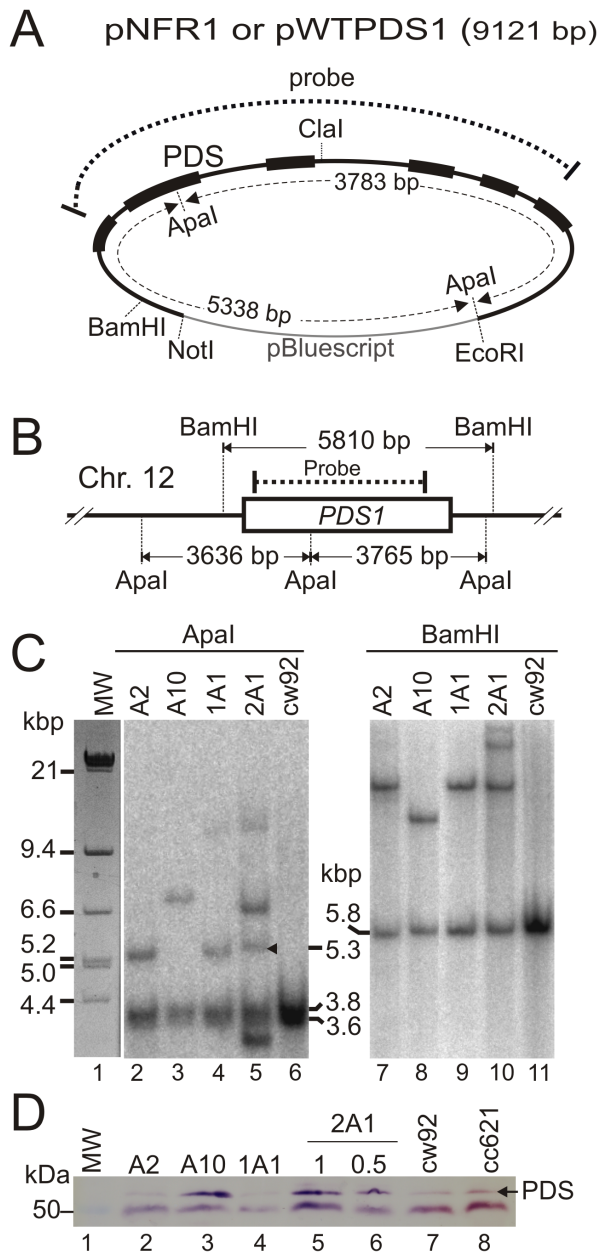 A
pNFR1 or pWTPDS1 (9121 bp)
probe
ClaI
PDS
3783 bp
ApaI
ApaI
5338 bp
BamHI
NotI
pBluescript
EcoRI
B
BamHI 5810 bp BamHI
Chr. 12
Probe
PDS1
3636 bp 3765 bp
ApaI ApaI ApaI
C
ApaI BamHI
MW A2 A10 1A1 2A1 cw92 A2 A10 1A1 2A1 cw92
kbp
21
9.4
6.6
5.2
5.0
4.4
kbp
5.8
5.3
3.8
3.6
1 2 3 4 5 6 7 8 9 10 11
D
2A1
MW A2 A10 1A1 1 0.5 cw92 cc621
kDa
50
PDS
1 2 3 4 5 6 7 8